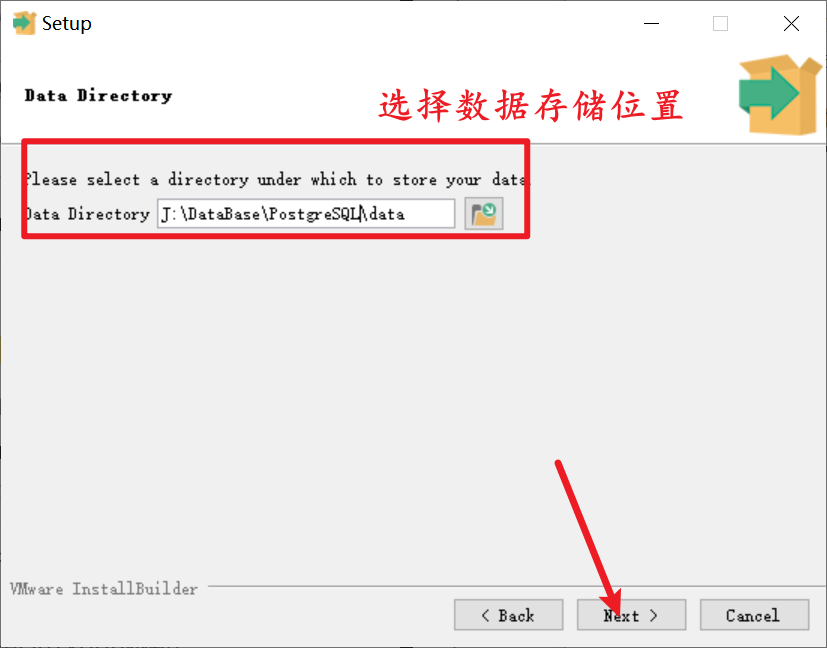 Setup
Data Directory
选择数据存储位置
Please select a directory under which to store your data
Data Directory J:\DataBase\PostgreSQL\data
VMware InstallBuilder
< Back Next > Cancel